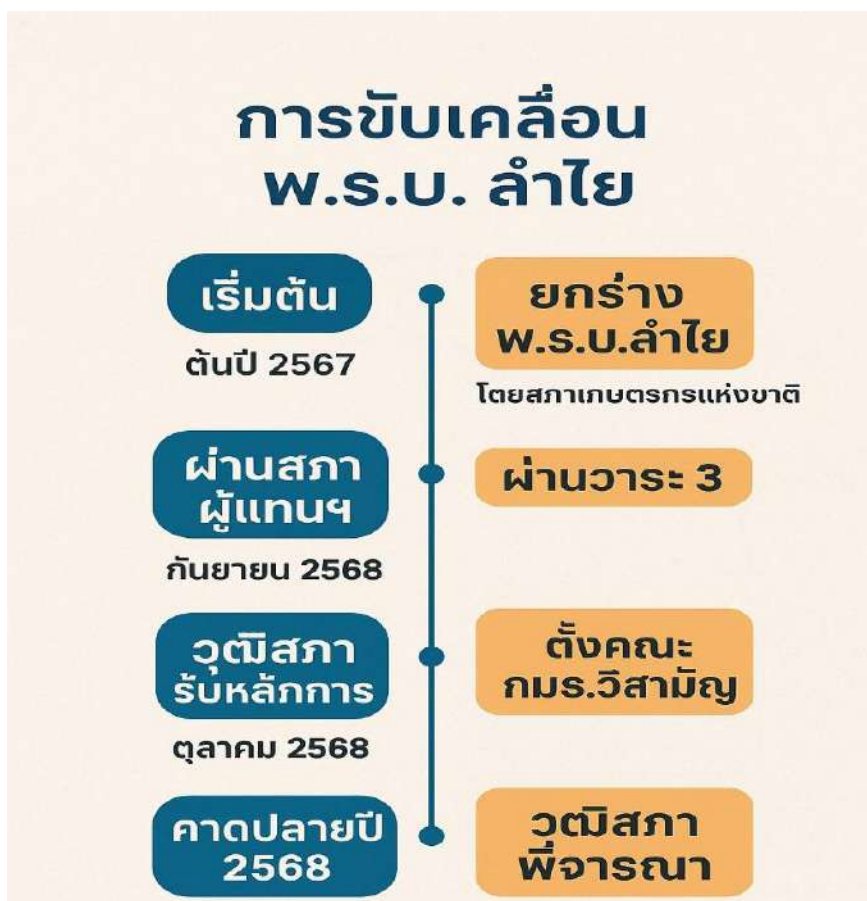 การขับเคลื่อน
พ.ร.บ. ลำไย
เริ่มต้น
ต้นปี 2567
ยกร่าง
พ.ร.บ.ลำไย
โตยสภาเกษตรกรแห่งขาติ
ผ่านสภา
ผู้แทนฯ
กันยายน 2568
ผ่านวาระ 3
วุฒิสภา
รับหลักการ
ตุลาคม 2568
ตั้งคณะ
กมร.วิสามัญ
คาดปลายปี
2568
วุฒิสภา
พิจารณา